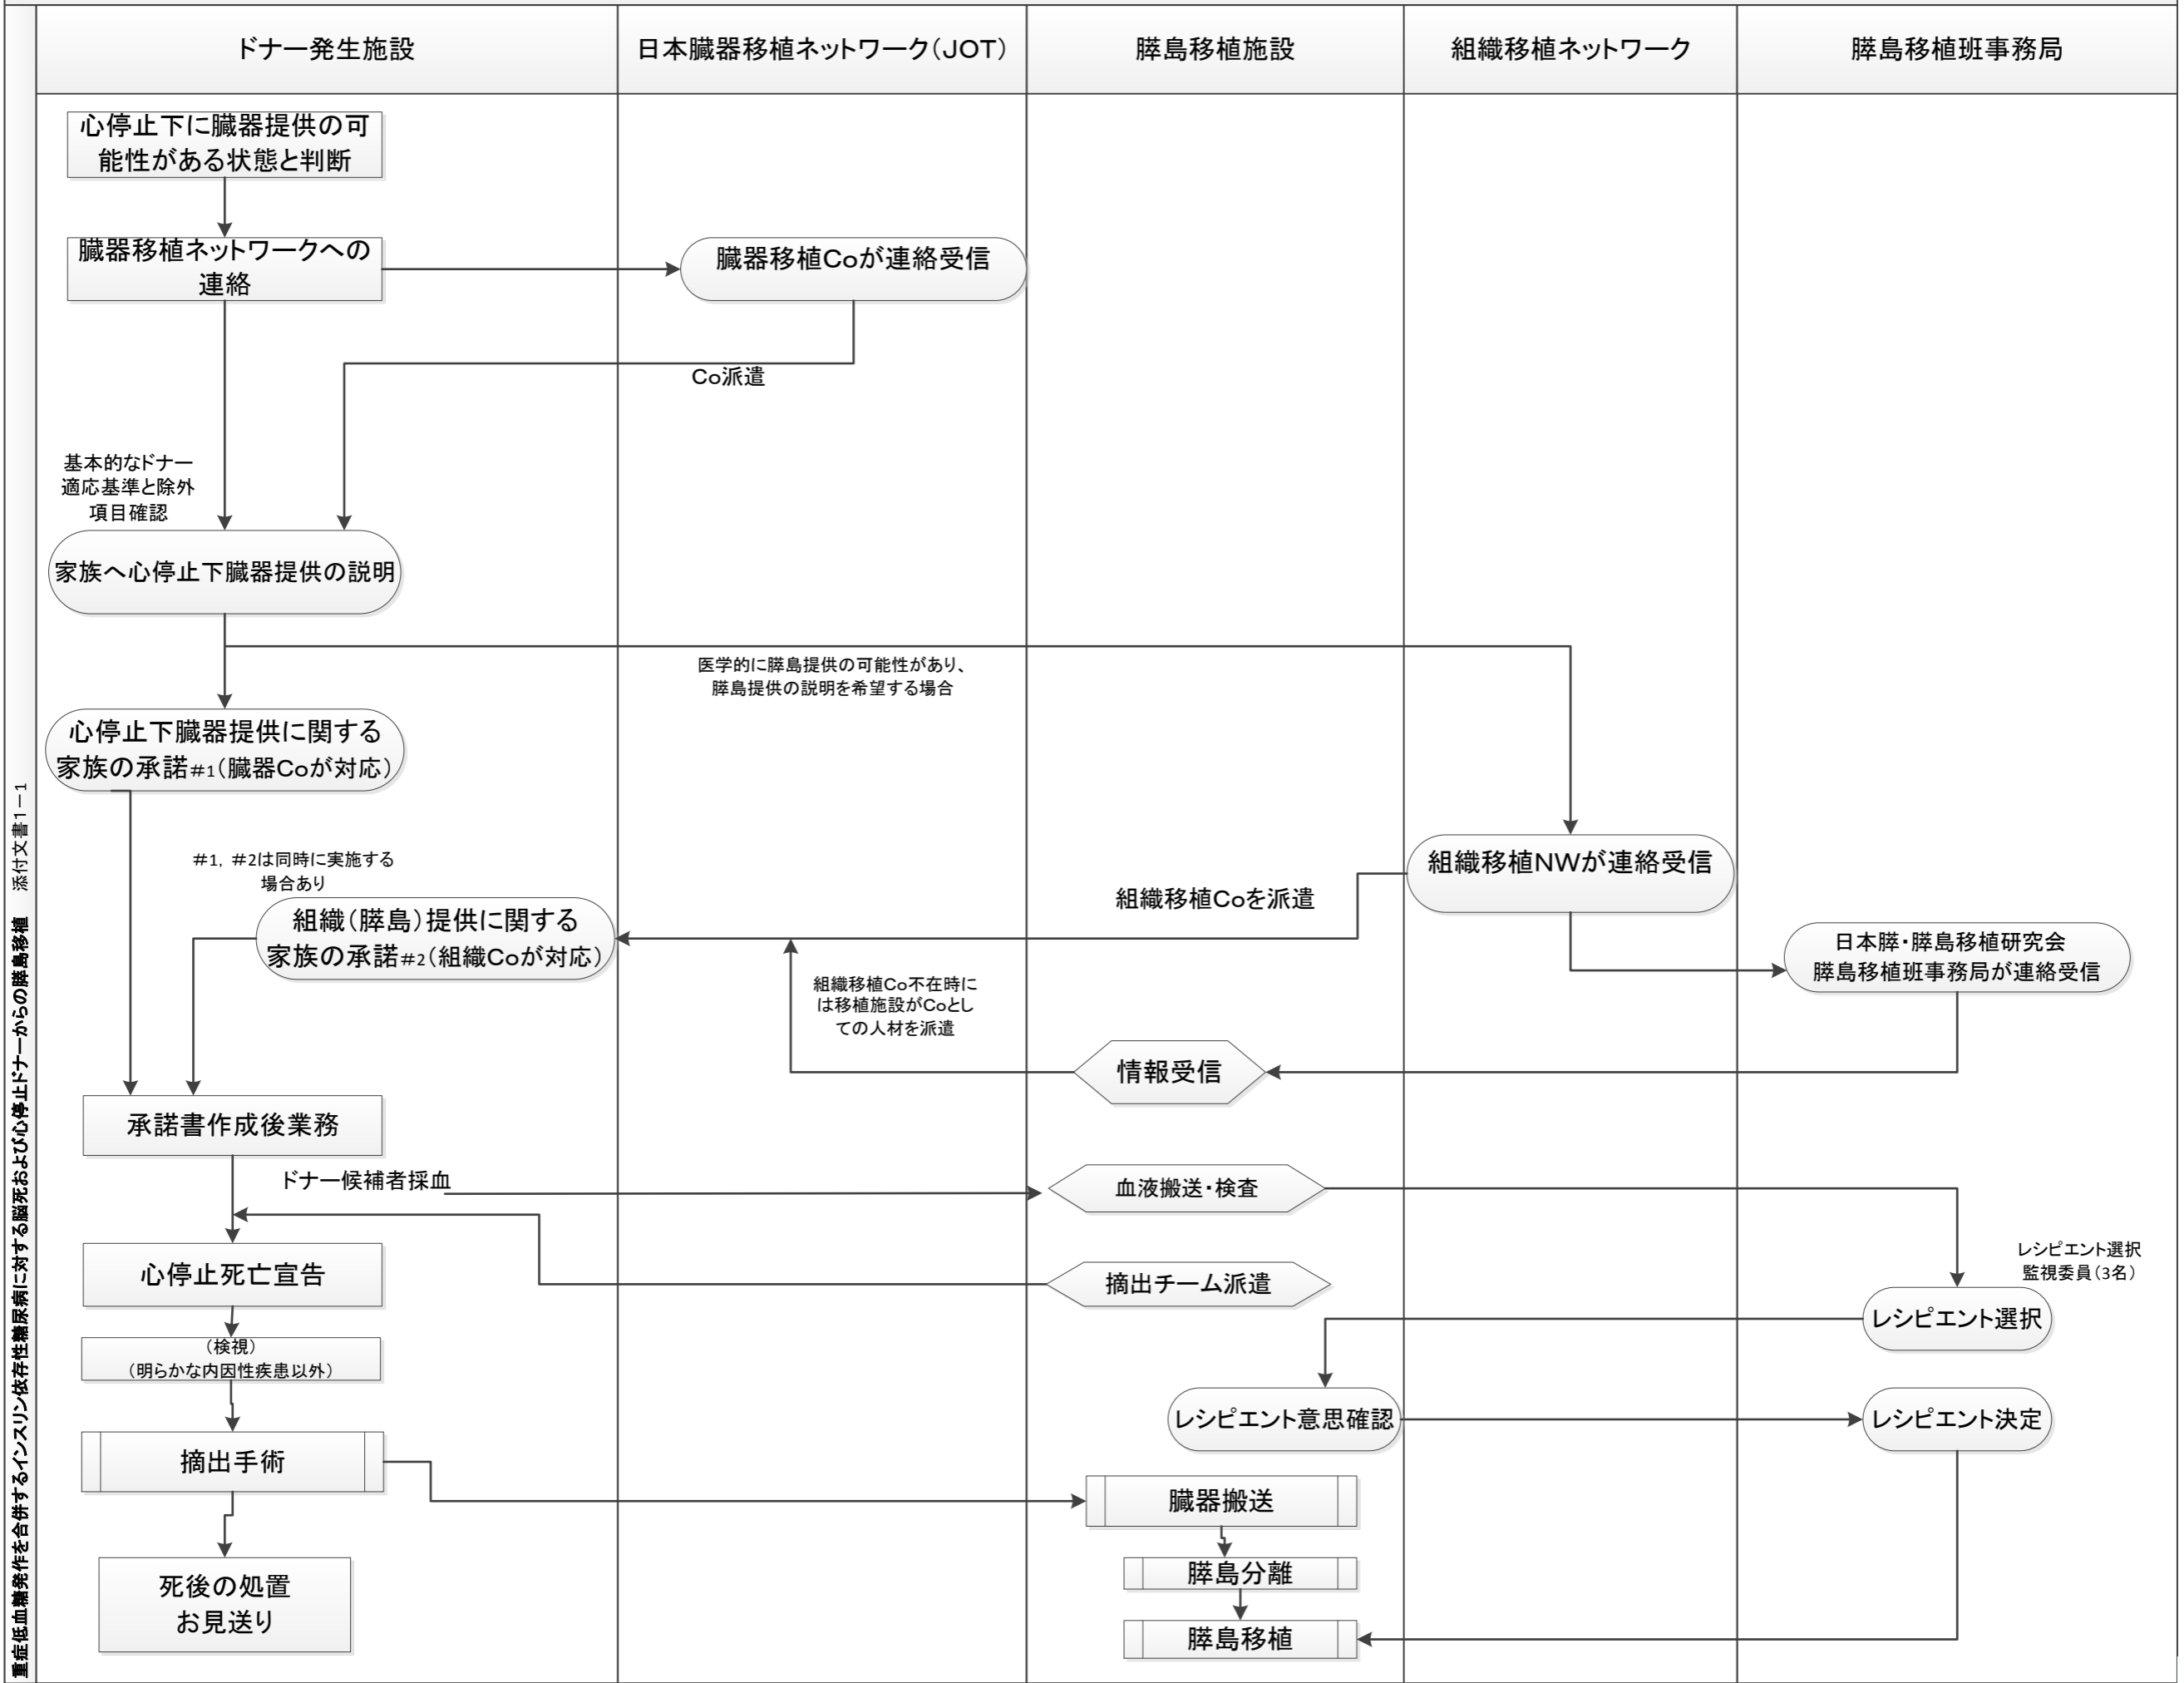 ドナー発生施設
日本臓器移植ネットワーク(JOT)
膵島移植施設
組織移植ネットワーク
膵島移植班事務局
心停止下に臓器提供の可
能性がある状態と判断
臓器移植ネットワークへの
連絡
臓器移植Coが連絡受信
Co派遣
基本的なドナー
適応基準と除外
項目確認
家族へ心停止下臓器提供の説明
医学的に膵島提供の可能性があり、
膵島提供の説明を希望する場合
心停止下臓器提供に関する
家族の承諾#1(臓器Coが対応)
組織移植NWが連絡受信
#1, #2は同時に実施する
場合あり
組織移植Coを派遣
組織(膵島)提供に関する
家族の承諾#2(組織Coが対応)
日本膵・膵島移植研究会
膵島移植班事務局が連絡受信
組織移植Co不在時に
は移植施設がCoとし
ての人材を派遣
情報受信
承諾書作成後業務
ドナー候補者採血
血液搬送・検査
心停止死亡宣告
摘出チーム派遣
レシピエント選択
監視委員(3名)
レシピエント選択
(検視)
(明らかな内因性疾患以外)
レシピエント意思確認
レシピエント決定
摘出手術
臓器搬送
膵島分離
死後の処置
お見送り
膵島移植
重症低血糖発作を合併するインスリン依存性糖尿病に対する脳死および心停止ドナーからの膵島移植 添付文書1－1